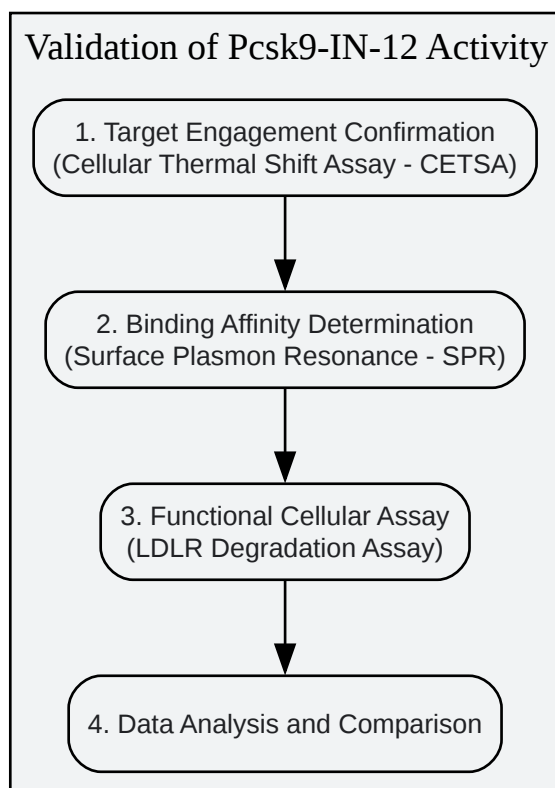 Validation of Pcsk9-IN-12 Activity
1. Target Engagement Confirmation
(Cellular Thermal Shift Assay - CETSA)
2. Binding Affinity Determination
(Surface Plasmon Resonance - SPR)
3. Functional Cellular Assay
(LDLR Degradation Assay)
4. Data Analysis and Comparison